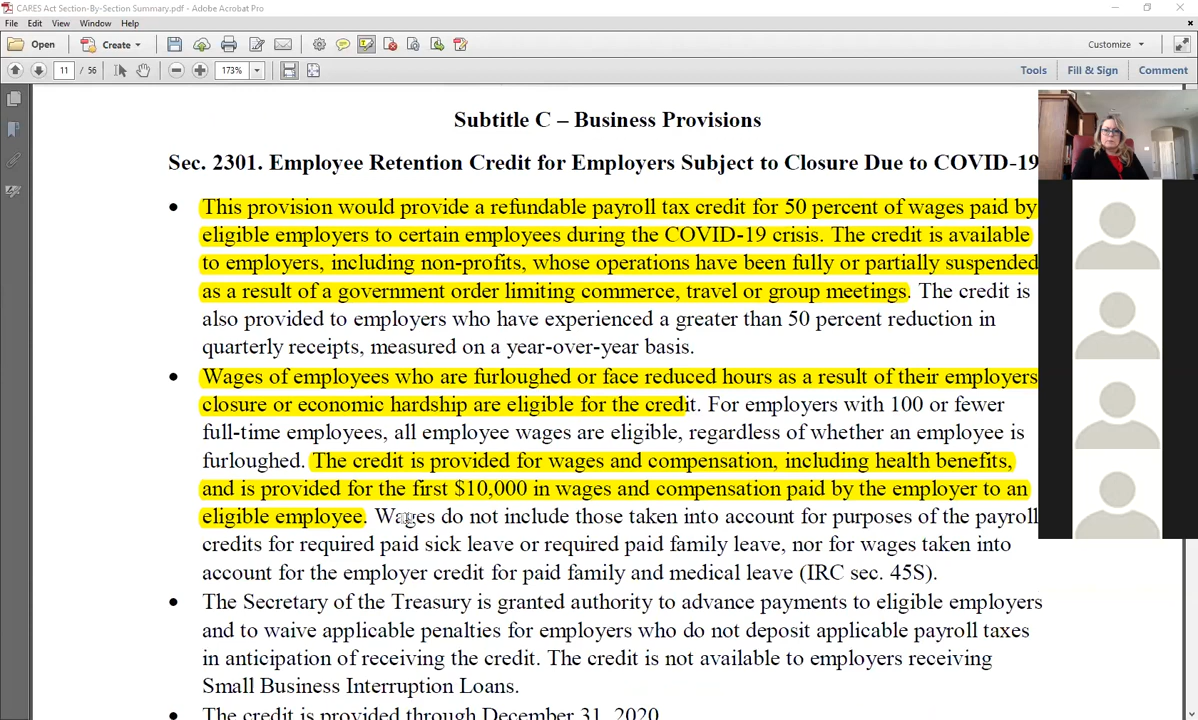 CARES Act Section-By-Section Summary.pdf - Adobe Acrobat Pro
File Edit View Window Help
Open Create Customize
11 / 56 173% Tools Fill & Sign Comment
Subtitle C – Business Provisions
Sec. 2301. Employee Retention Credit for Employers Subject to Closure Due to COVID-19
• This provision would provide a refundable payroll tax credit for 50 percent of wages paid by
eligible employers to certain employees during the COVID-19 crisis. The credit is available
to employers, including non-profits, whose operations have been fully or partially suspended
as a result of a government order limiting commerce, travel or group meetings. The credit is
also provided to employers who have experienced a greater than 50 percent reduction in
quarterly receipts, measured on a year-over-year basis.
• Wages of employees who are furloughed or face reduced hours as a result of their employers
closure or economic hardship are eligible for the credit. For employers with 100 or fewer
full-time employees, all employee wages are eligible, regardless of whether an employee is
furloughed. The credit is provided for wages and compensation, including health benefits,
and is provided for the first $10,000 in wages and compensation paid by the employer to an
eligible employee. Wages do not include those taken into account for purposes of the payroll
credits for required paid sick leave or required paid family leave, nor for wages taken into
account for the employer credit for paid family and medical leave (IRC sec. 45S).
• The Secretary of the Treasury is granted authority to advance payments to eligible employers
and to waive applicable penalties for employers who do not deposit applicable payroll taxes
in anticipation of receiving the credit. The credit is not available to employers receiving
Small Business Interruption Loans.
• The credit is provided through December 31, 2020